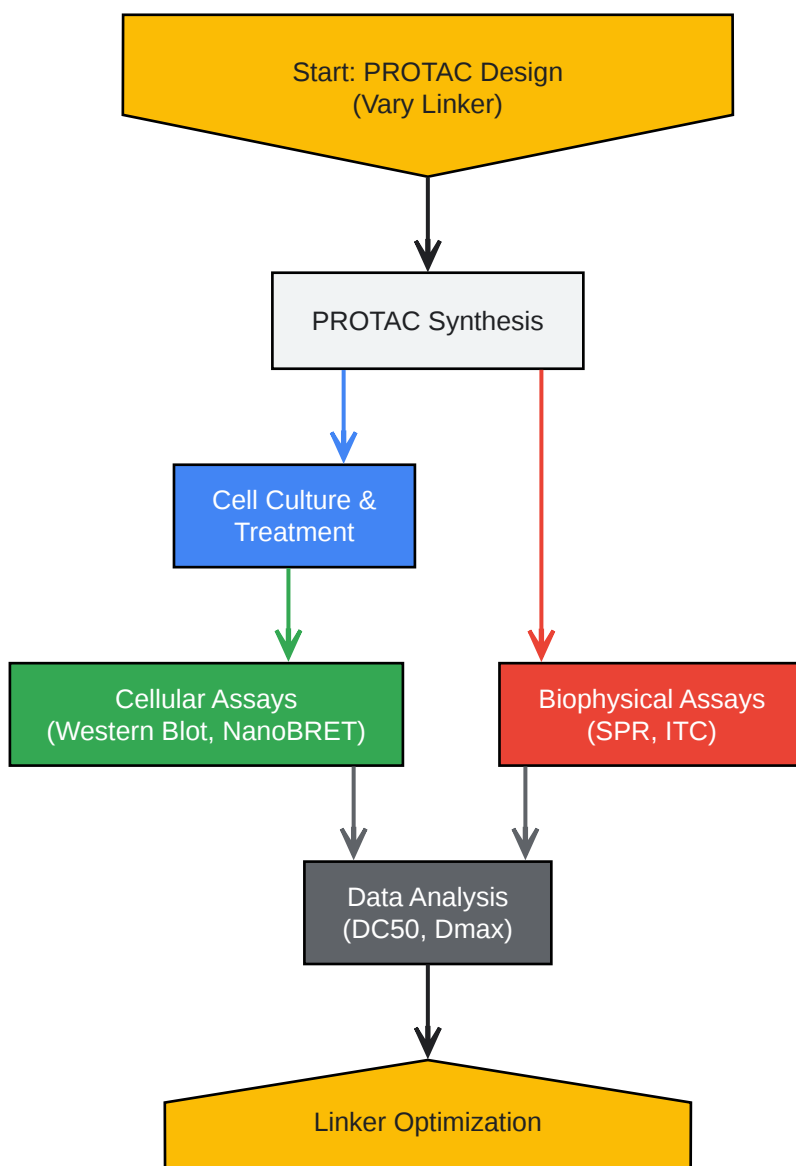 Start: PROTAC Design
(Vary Linker)
PROTAC Synthesis
Cell Culture &
Treatment
Cellular Assays
(Western Blot, NanoBRET)
Biophysical Assays
(SPR, ITC)
Data Analysis
(DC50, Dmax)
Linker Optimization